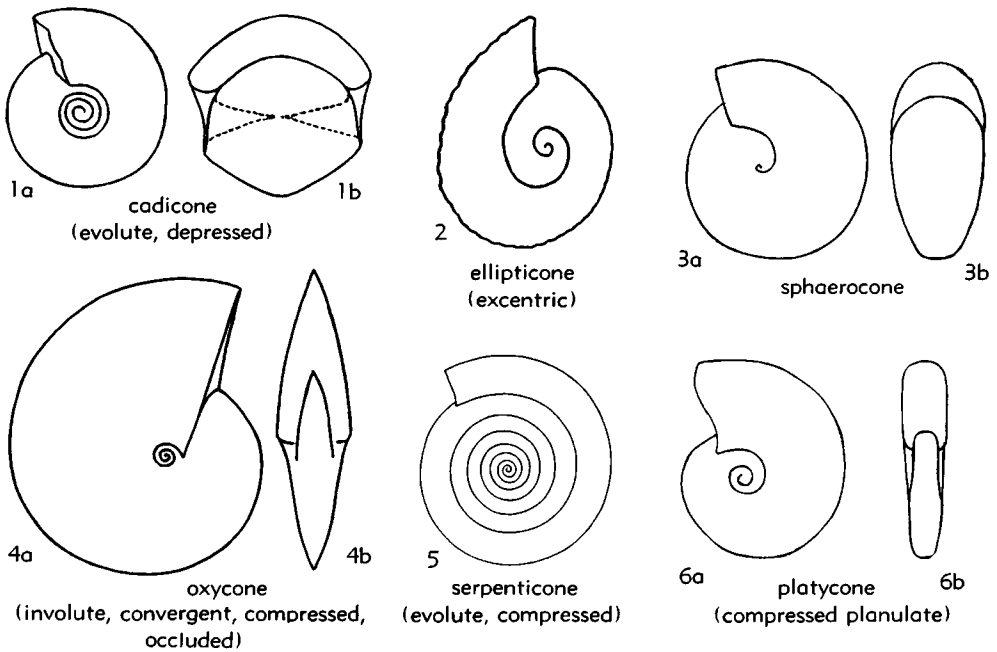 1a
1b
cadicone
(evolute, depressed)
2
ellipticone
(excentric)
3a
3b
sphaerocone
4a
4b
oxycone
(involute, convergent, compressed,
occluded)
5
serpenticone
(evolute, compressed)
6a
6b
platycone
(compressed planulate)